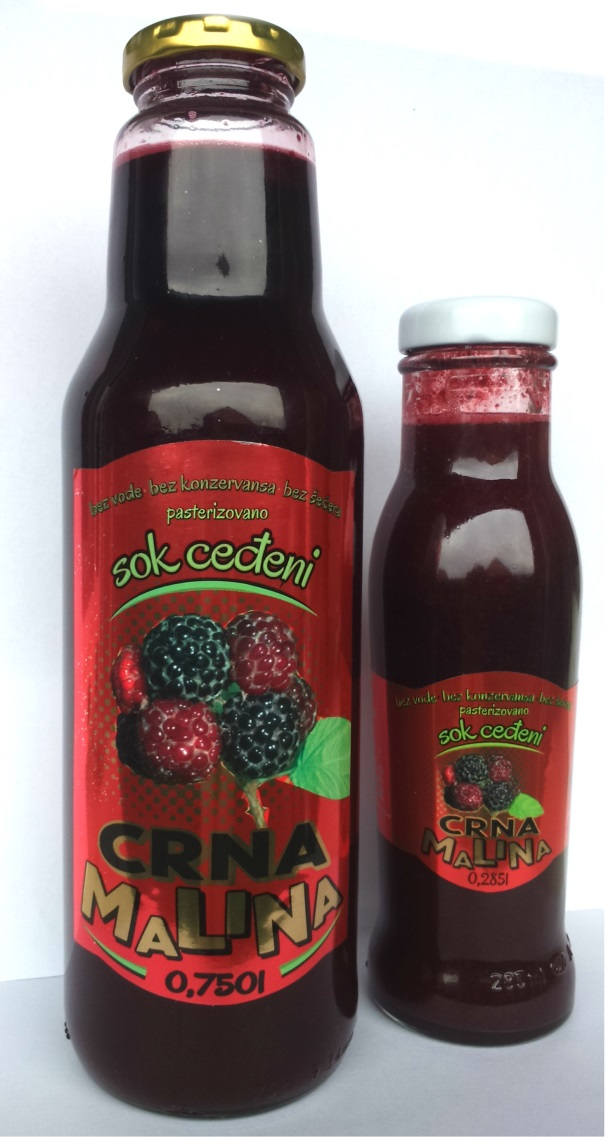 bez vode · bez konzervansa · bez šećera
pasterizovano
sok ceđeni
CRNA
MaLINA
0,750l
bez vode · bez konzervansa · bez
pasterizovano
sok ceđeni
CRNA
MaLINA
0,285l